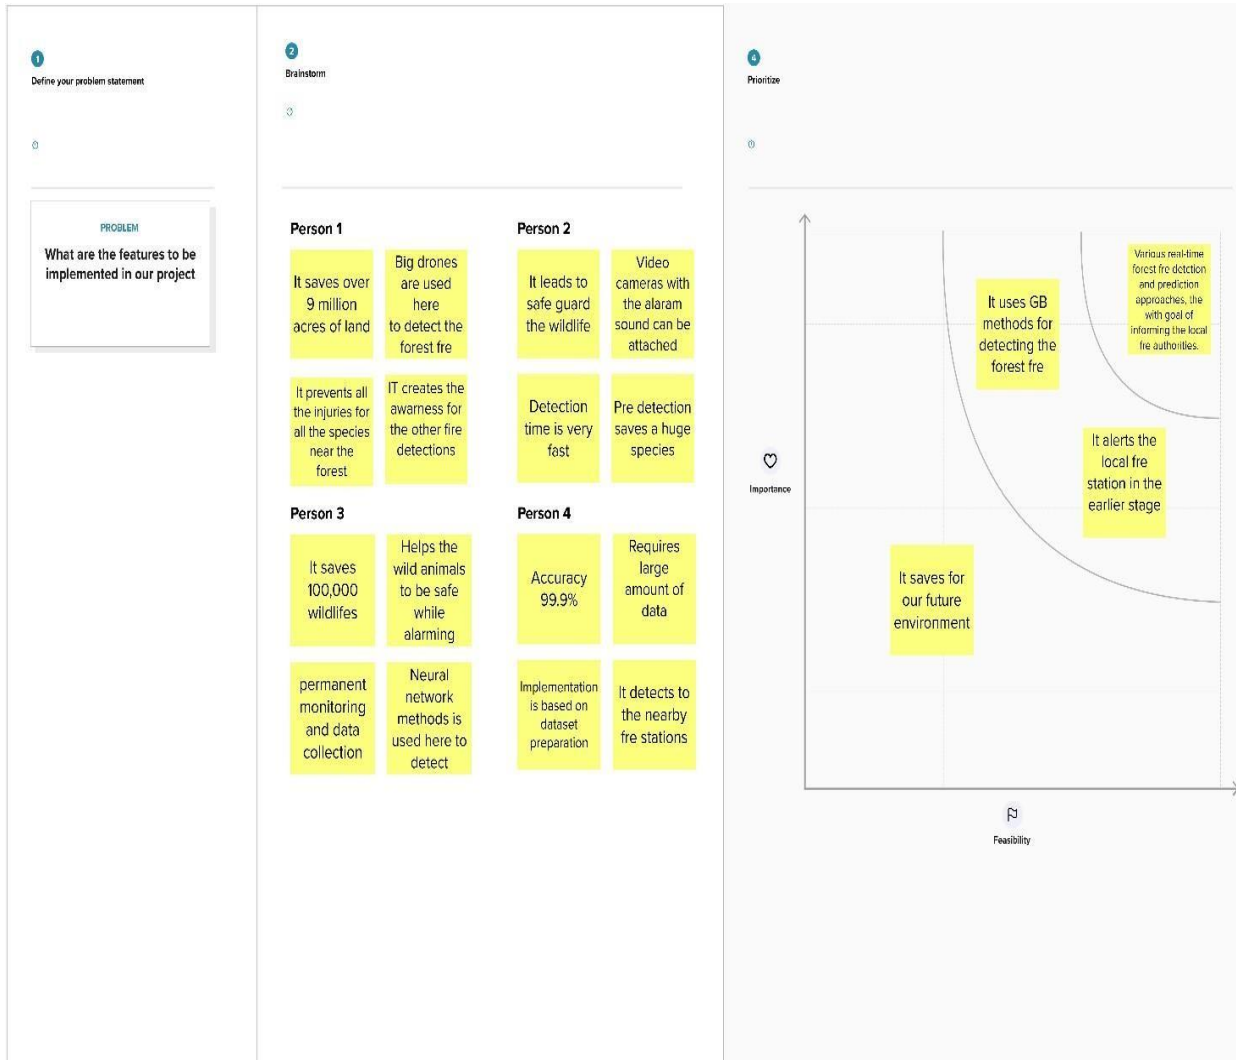 1
Define your problem statement
PROBLEM
What are the features to be
implemented in our project
2
Brainstorm
Person 1
It saves over
9 million
acres of land
Big drones
are used
here
to detect the
forest fre
It prevents all
the injuries for
all the species
near the
forest
IT creates the
awarness for
the other fire
detections
Person 2
It leads to
safe guard
the wildlife
Video
cameras with
the alaram
sound can be
attached
Detection
time is very
fast
Pre detection
saves a huge
species
Person 3
It saves
100,000
wildlifes
Helps the
wild animals
to be safe
while
alarming
permanent
monitoring
and data
collection
Neural
network
methods is
used here to
detect
Person 4
Accuracy
99.9%
Requires
large
amount of
data
Implementation
is based on
dataset
preparation
It detects to
the nearby
fre stations
4
Prioritize
Importance
It uses GB
methods for
detecting the
forest fre
Various real-time
forest fre detction
and prediction
approaches, the
with goal of
informing the local
fre authorities.
It alerts the
local fre
station in the
earlier stage
It saves for
our future
environment
Feasibility